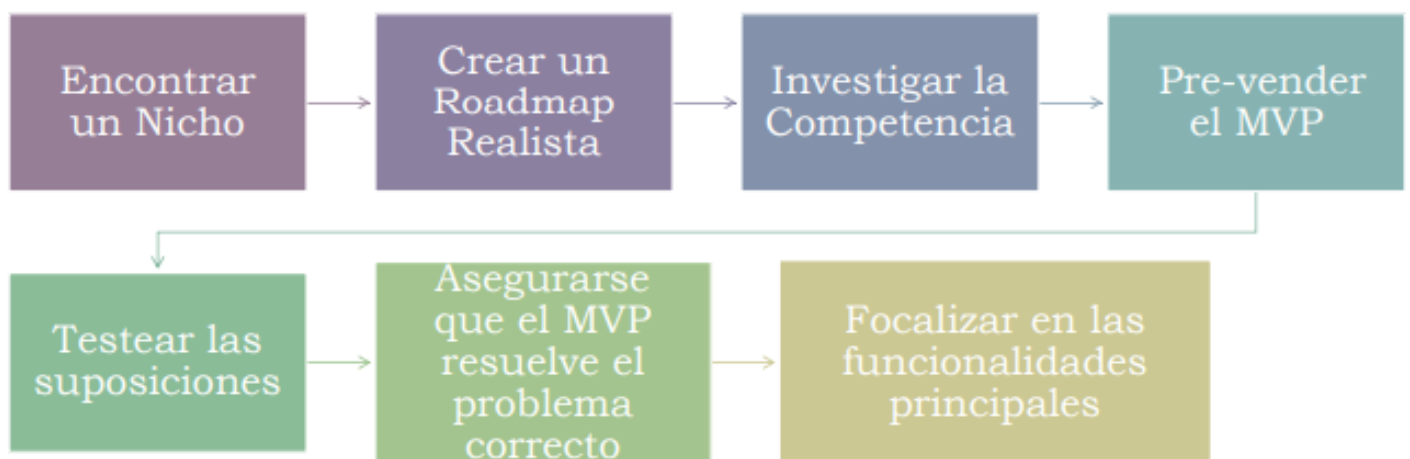 Encontrar
un Nicho
Crear un
Roadmap
Realista
Investigar la
Competencia
Pre-vender
el MVP
Testear las
suposiciones
Asegurarse
que el MVP
resuelve el
problema
correcto
Focalizar en las
funcionalidades
principales